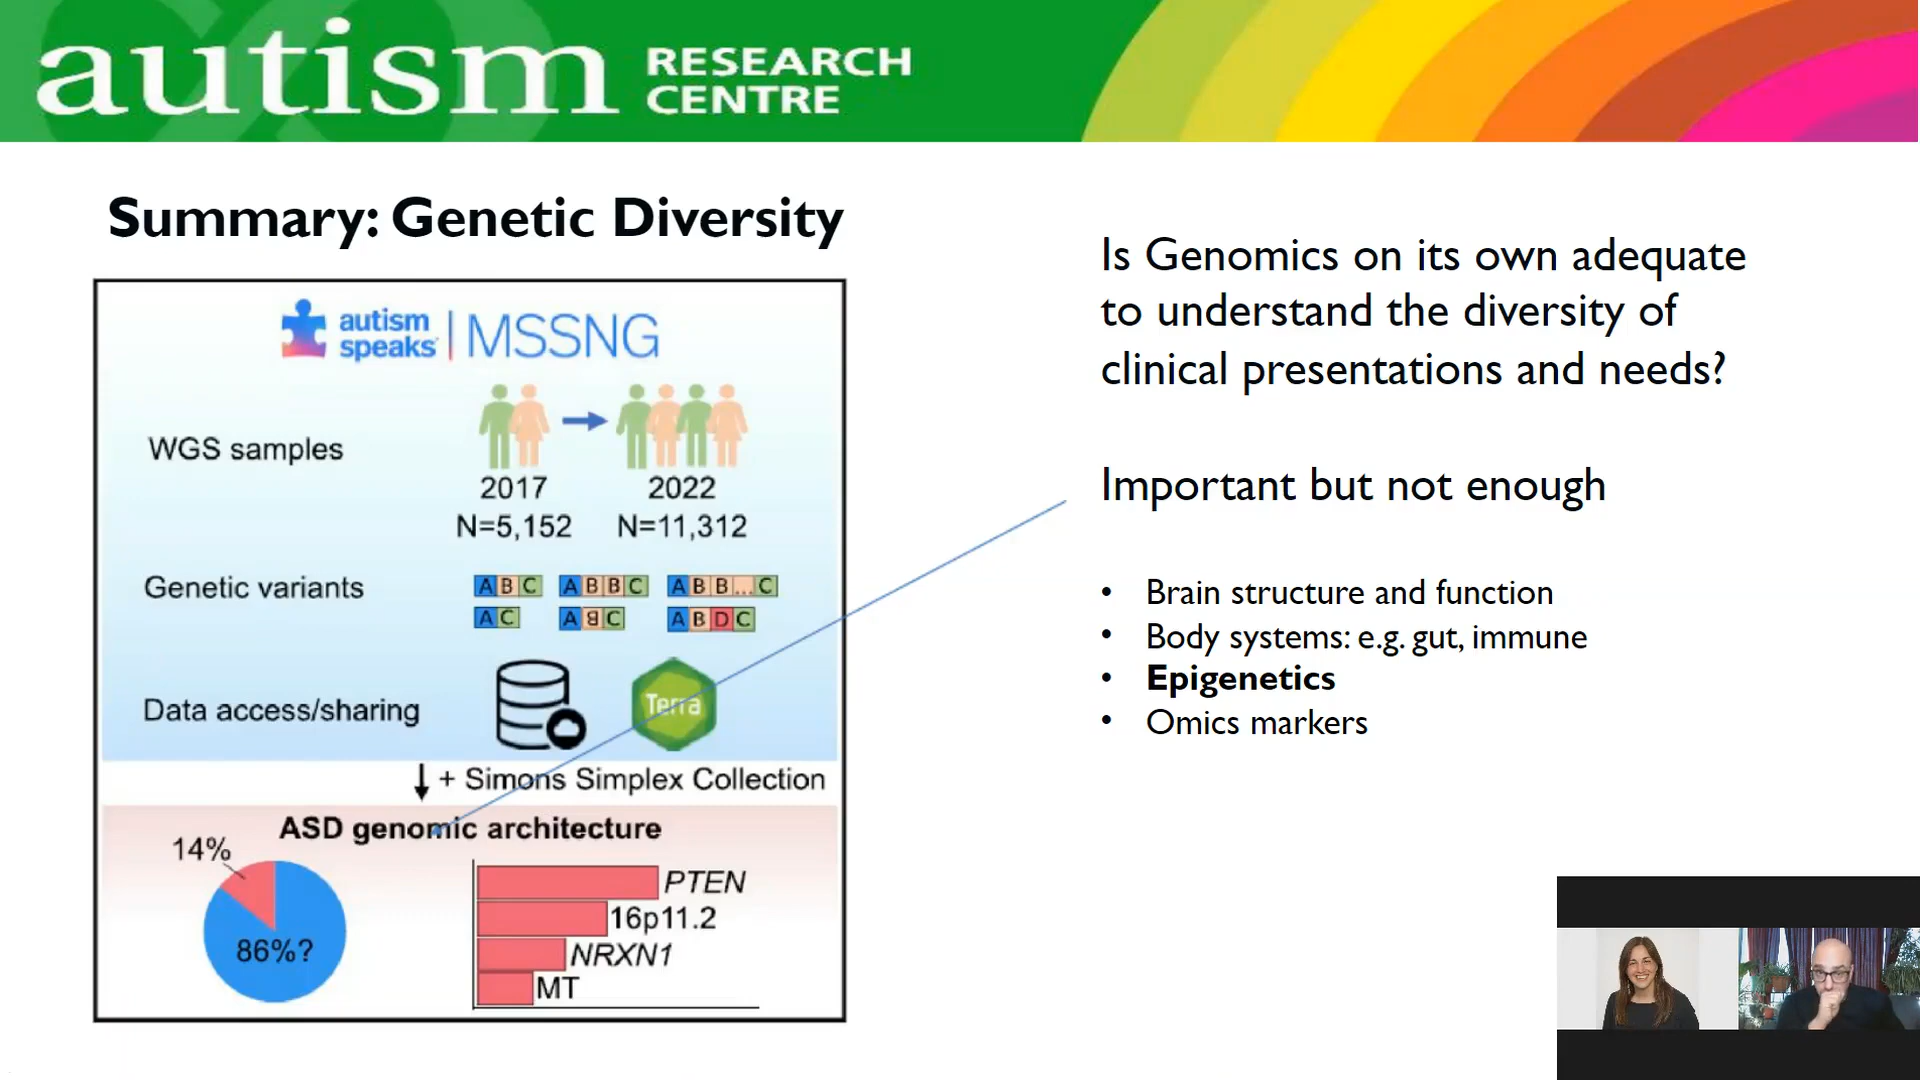 autism RESEARCH
CENTRE
Summary: Genetic Diversity
autism
speaks | MSSNG
WGS samples
2017
N=5,152
2022
N=11,312
Genetic variants
A B C
A B B C
A B B ... C
A C
A B C
A B D C
Data access/sharing
Terra
+ Simons Simplex Collection
ASD genomic architecture
14%
86%?
PTEN
16p11.2
NRXN1
MT
Is Genomics on its own adequate
to understand the diversity of
clinical presentations and needs?
Important but not enough
• Brain structure and function
• Body systems: e.g. gut, immune
• Epigenetics
• Omics markers